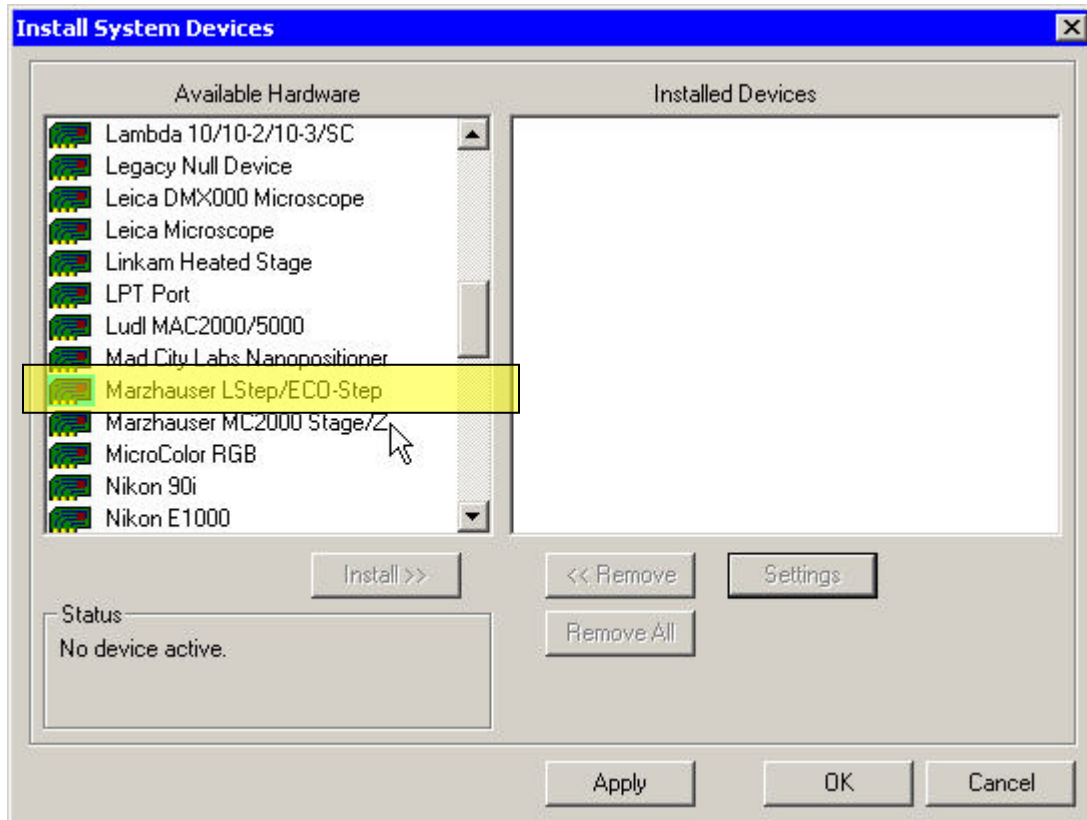 Install System Devices
Available Hardware
Installed Devices
Lambda 10/10-2/10-3/SC
Legacy Null Device
Leica DMX000 Microscope
Leica Microscope
Linkam Heated Stage
LPT Port
Ludl MAC2000/5000
Mad City Labs Nanopositioner
Marzhauser LStep/ECO-Step
Marzhauser MC2000 Stage/Z
MicroColor RGB
Nikon 90i
Nikon E1000
Install >>
<< Remove
Settings
Remove All
Status
No device active.
Apply
OK
Cancel